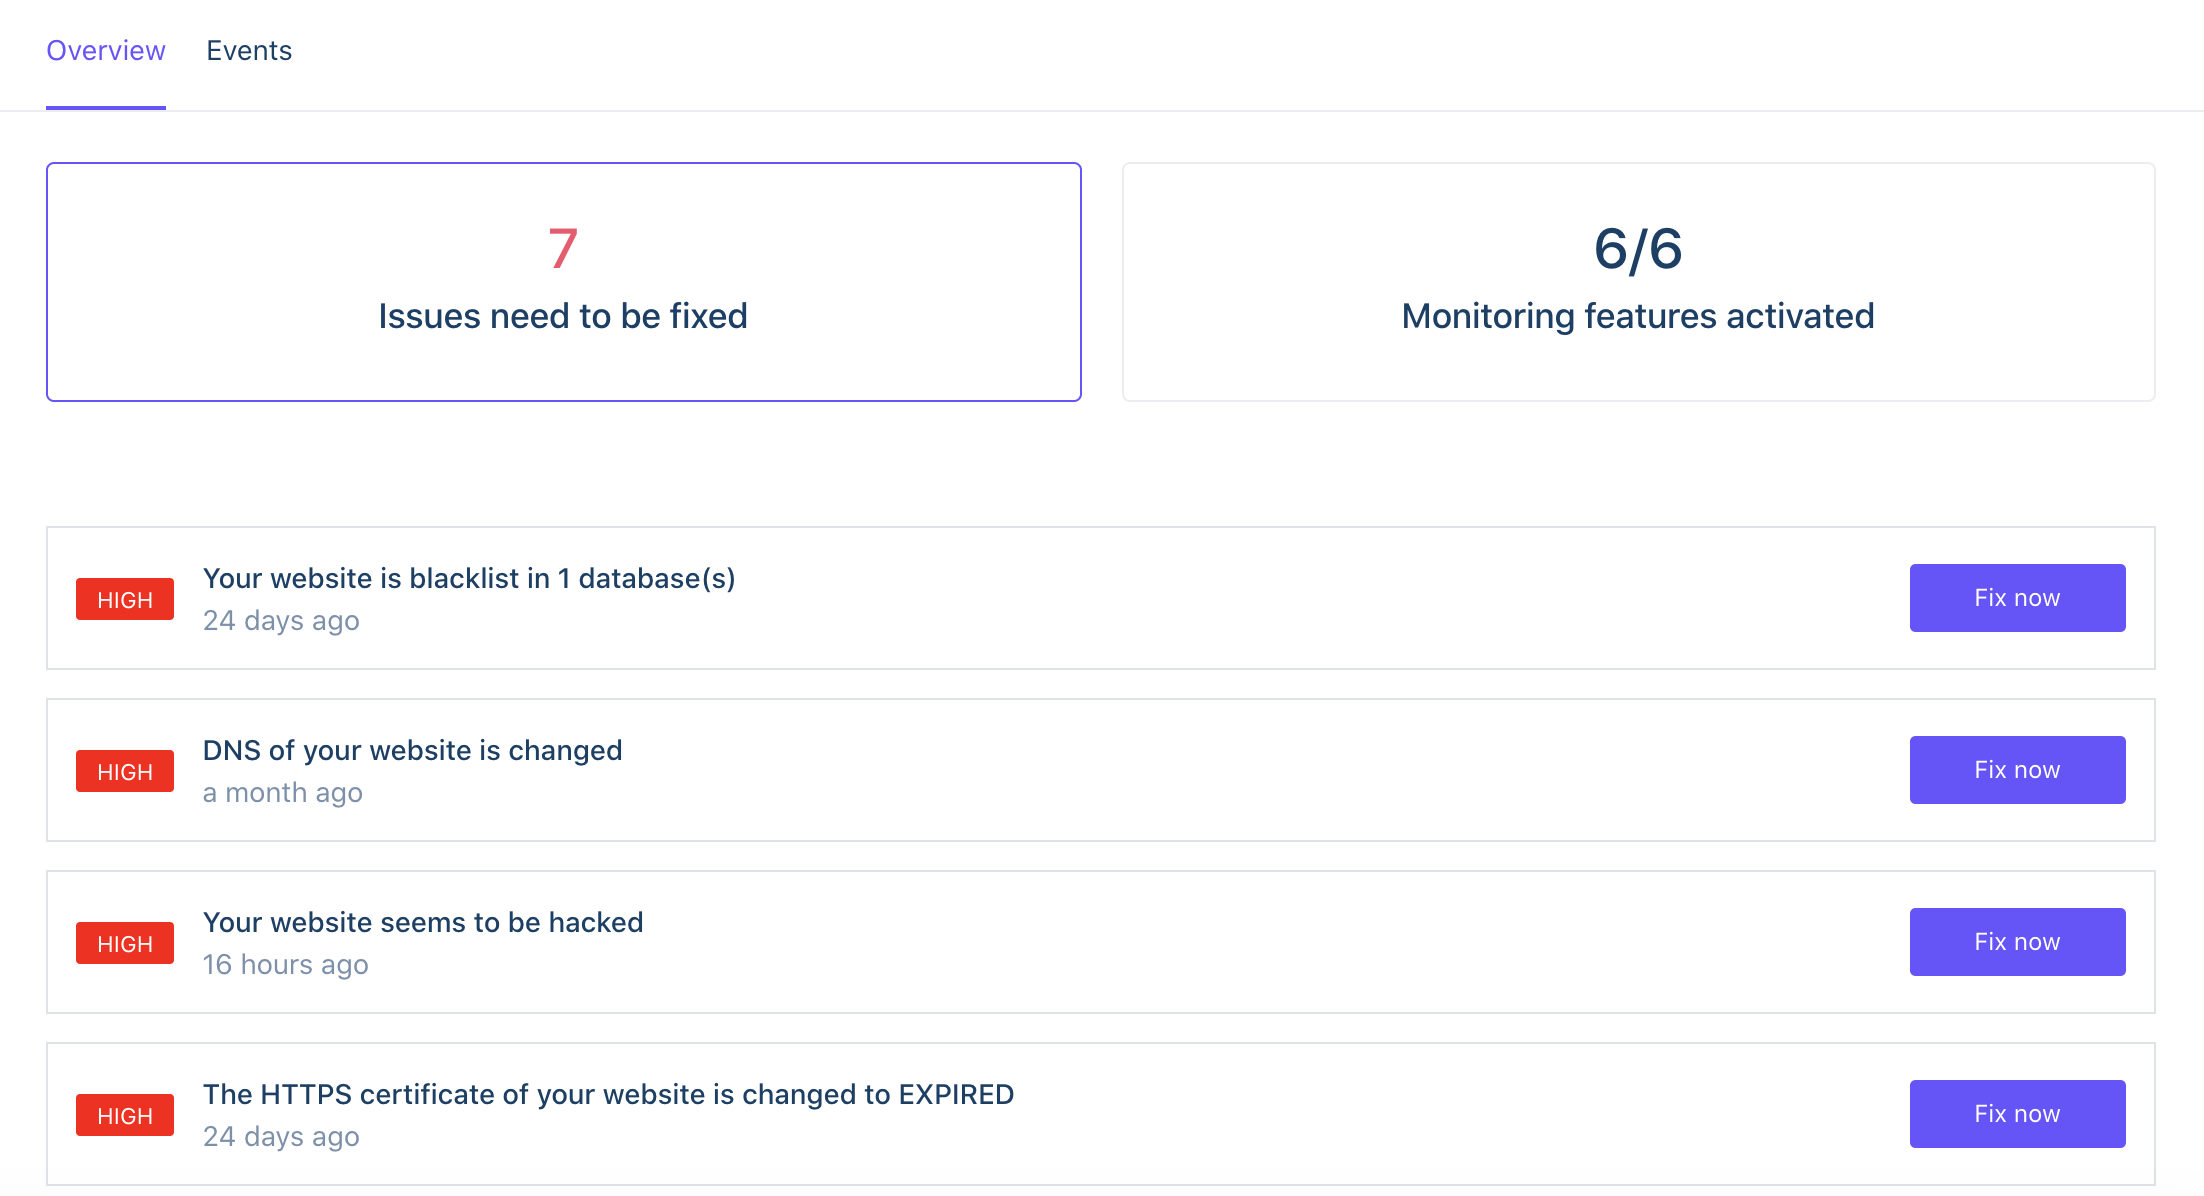 Overview Events
7
Issues need to be fixed
6/6
Monitoring features activated
HIGH
Your website is blacklist in 1 database(s)
24 days ago
Fix now
HIGH
DNS of your website is changed
a month ago
Fix now
HIGH
Your website seems to be hacked
16 hours ago
Fix now
HIGH
The HTTPS certificate of your website is changed to EXPIRED
24 days ago
Fix now